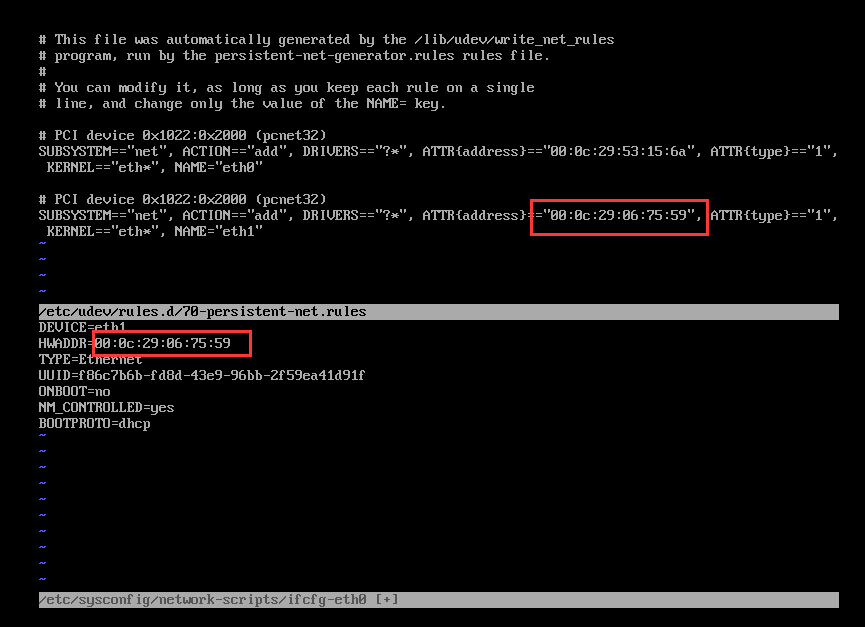 # This file was automatically generated by the /lib/udev/write_net_rules
# program, run by the persistent-net-generator.rules rules file.
#
# You can modify it, as long as you keep each rule on a single
# line, and change only the value of the NAME= key.
# PCI device 0x1022:0x2000 (pcnet32)
SUBSYSTEM=="net", ACTION=="add", DRIVERS=="?*", ATTR{address}=="00:0c:29:53:15:6a", ATTR{type}=="1",
 KERNEL=="eth*", NAME="eth0"
# PCI device 0x1022:0x2000 (pcnet32)
SUBSYSTEM=="net", ACTION=="add", DRIVERS=="?*", ATTR{address}=="00:0c:29:06:75:59", ATTR{type}=="1",
 KERNEL=="eth*", NAME="eth1"
~
~
~
~
/etc/udev/rules.d/70-persistent-net.rules
DEVICE=eth1
HWADDR=00:0c:29:06:75:59
TYPE=Ethernet
UUID=f86c7b6b-fd8d-43e9-96bb-2f59ea41d91f
ONBOOT=no
NM_CONTROLLED=yes
BOOTPROTO=dhcp
~
~
~
~
~
~
~
~
~
~
/etc/sysconfig/network-scripts/ifcfg-eth0 [+]